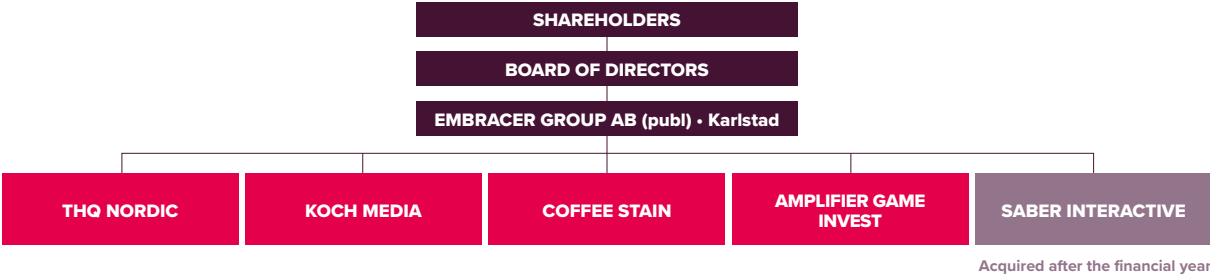 SHAREHOLDERS
BOARD OF DIRECTORS
EMBRACER GROUP AB (publ) • Karlstad
THQ NORDIC
KOCH MEDIA
COFFEE STAIN
AMPLIFIER GAME
INVEST
SABER INTERACTIVE
Acquired after the financial year